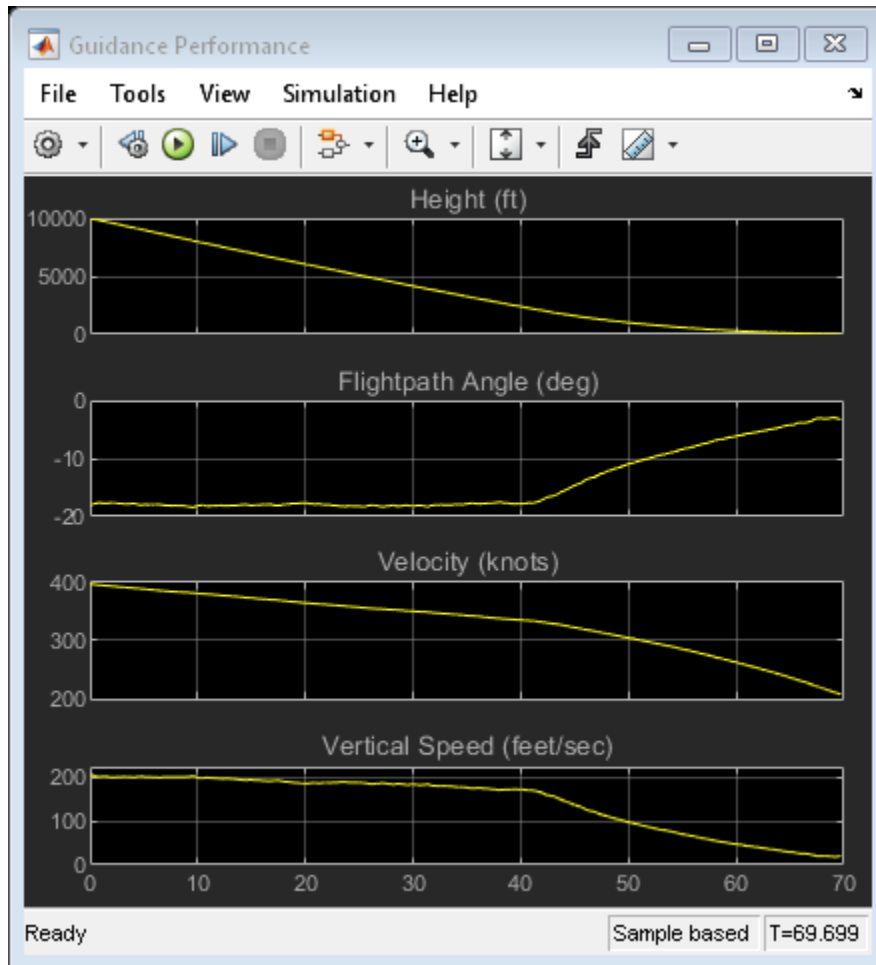 Guidance Performance
File Tools View Simulation Help
Height (ft)
10000
5000
0
Flightpath Angle (deg)
0
-10
-20
Velocity (knots)
400
300
200
Vertical Speed (feet/sec)
200
100
0
0 10 20 30 40 50 60 70
Ready Sample based T=69.699